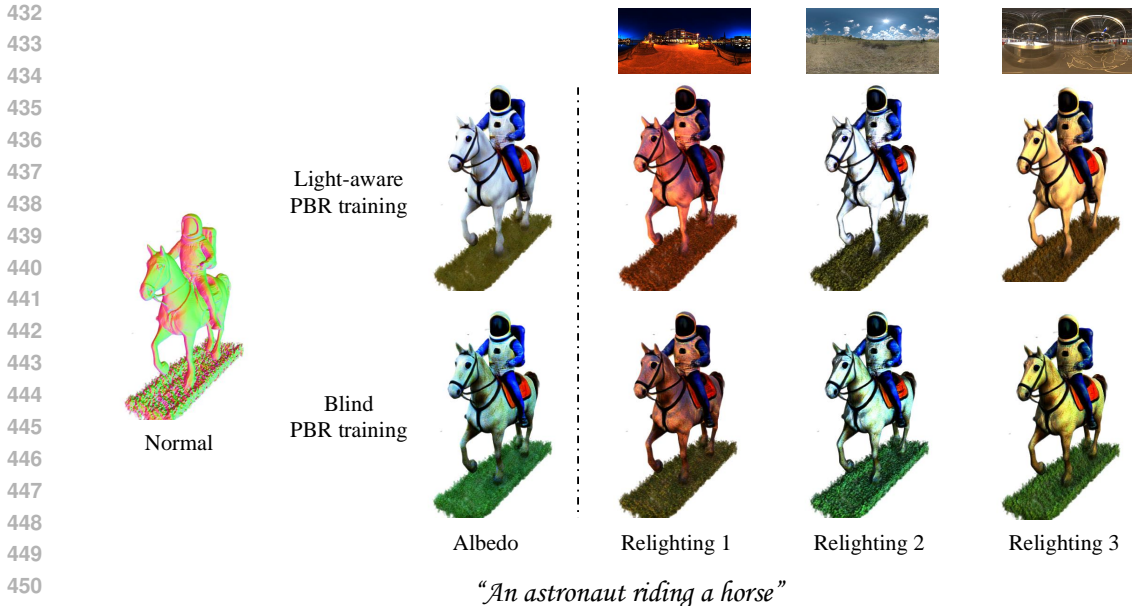 432
433
434
435
436
437
438
439
440
441
442
443
444
445
446
447
448
449
450
Light-aware
PBR training
Normal
Blind
PBR training
Albedo
Relighting 1
Relighting 2
Relighting 3
“An astronaut riding a horse”